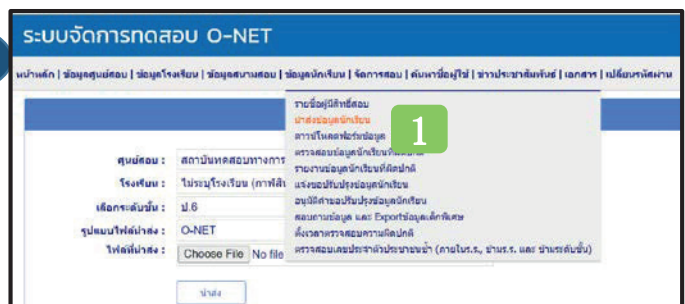 ระบบจัดการทดสอบ O-NET
หน้าหลัก | ข้อมูลศูนย์สอบ | ข้อมูลโรงเรียน | ข้อมูลสนามสอบ | ข้อมูลนักเรียน | จัดการสอบ | ค้นหาชื่อผู้ใช้ | ข่าวประชาสัมพันธ์ | เอกสาร | เปลี่ยนรหัสผ่าน
รายชื่อผู้มีสิทธิ์สอบ
นำส่งข้อมูลนักเรียน
1
ดาวน์โหลดฟอร์มข้อมูล
ศูนย์สอบ : สถาบันทดสอบทางการ
ตรวจสอบข้อมูลนักเรียนที่ผิดปกติ
รายงานข้อมูลนักเรียนที่ผิดปกติ
โรงเรียน : ไม่ระบุโรงเรียน (กาฬสิน
แจ้งขอปรับปรุงข้อมูลนักเรียน
เลือกระดับชั้น : ป.6
อนุมัติคำขอปรับปรุงข้อมูลนักเรียน
สอบถามข้อมูล และ Exportข้อมูลเด็กพิเศษ
รูปแบบไฟล์นำส่ง : O-NET
ตั้งเวลาตรวจสอบความผิดปกติ
ไฟล์ที่นำส่ง : Choose File No file
ตรวจสอบเลขประจำตัวประชาชนซ้ำ (ภายในร.ร., ข้ามร.ร. และ ข้ามระดับชั้น)
นำส่ง